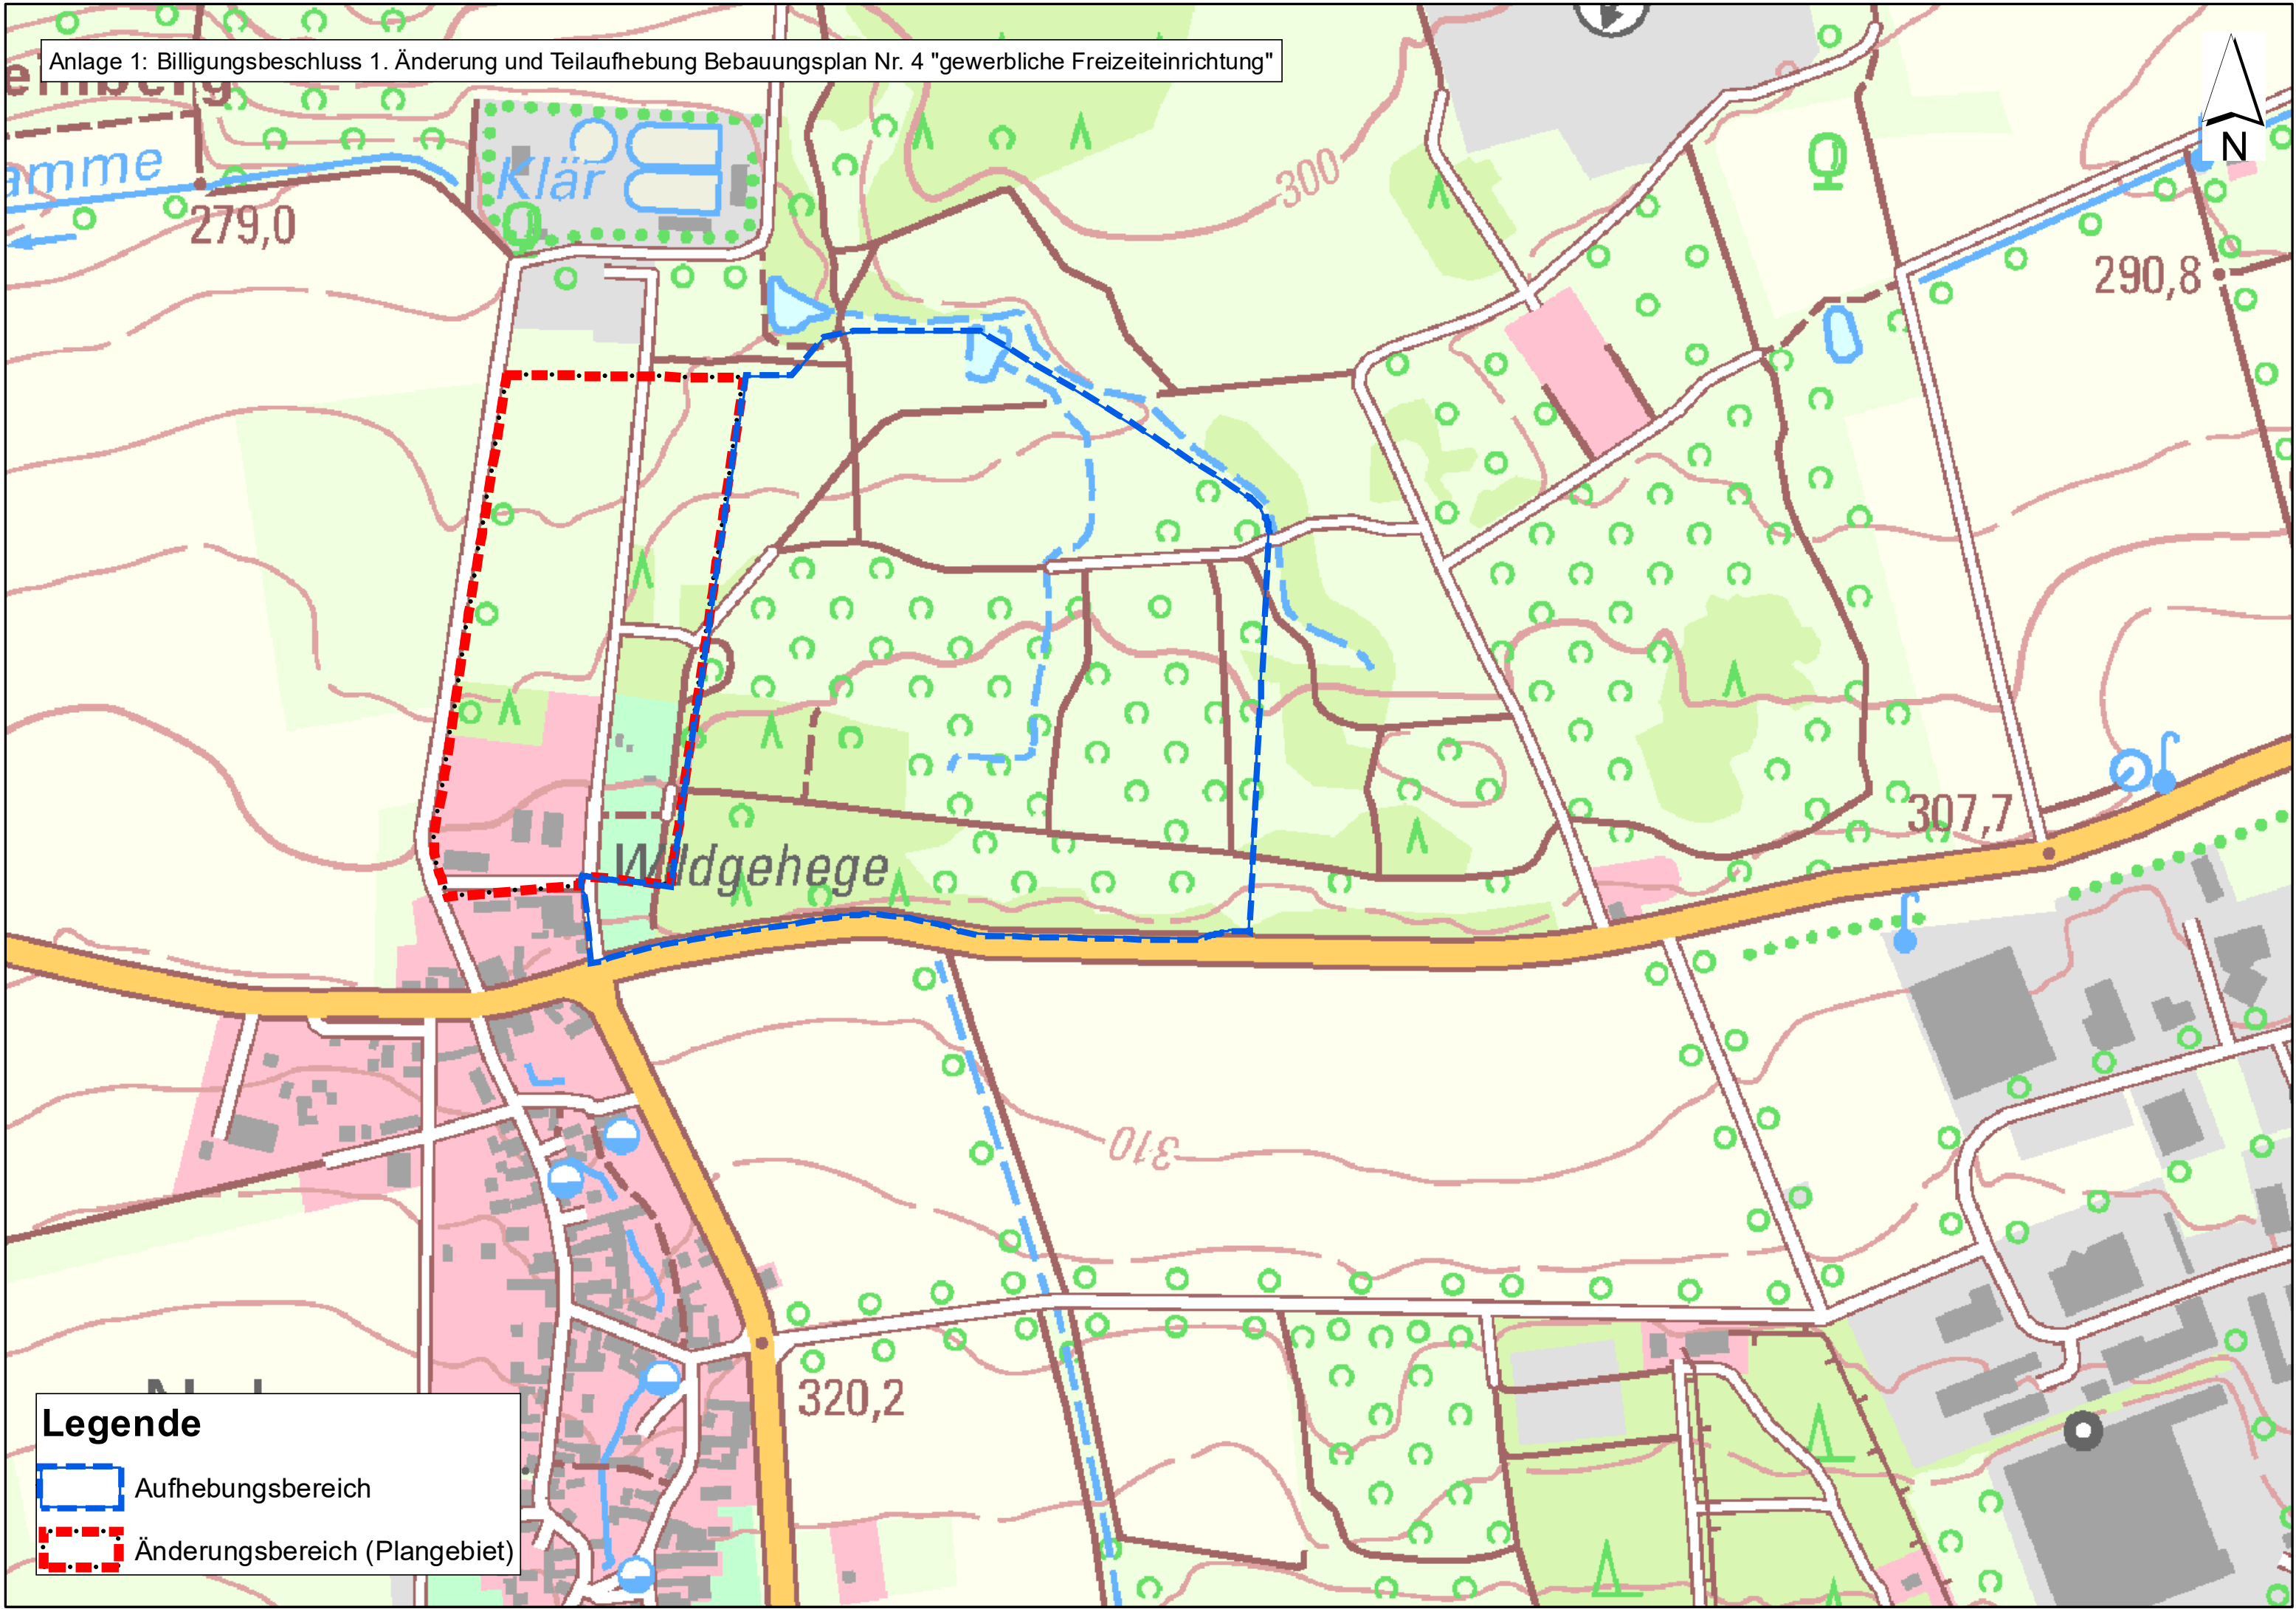 Anlage 1: Billigungsbeschluss 1. Änderung und Teilaufhebung Bebauungsplan Nr. 4 "gewerbliche Freizeiteinrichtung"
N
amme
Klär
279,0
300
290,8
307,7
Wildgehege
310
320,2
Legende
Aufhebungsbereich
Änderungsbereich (Plangebiet)